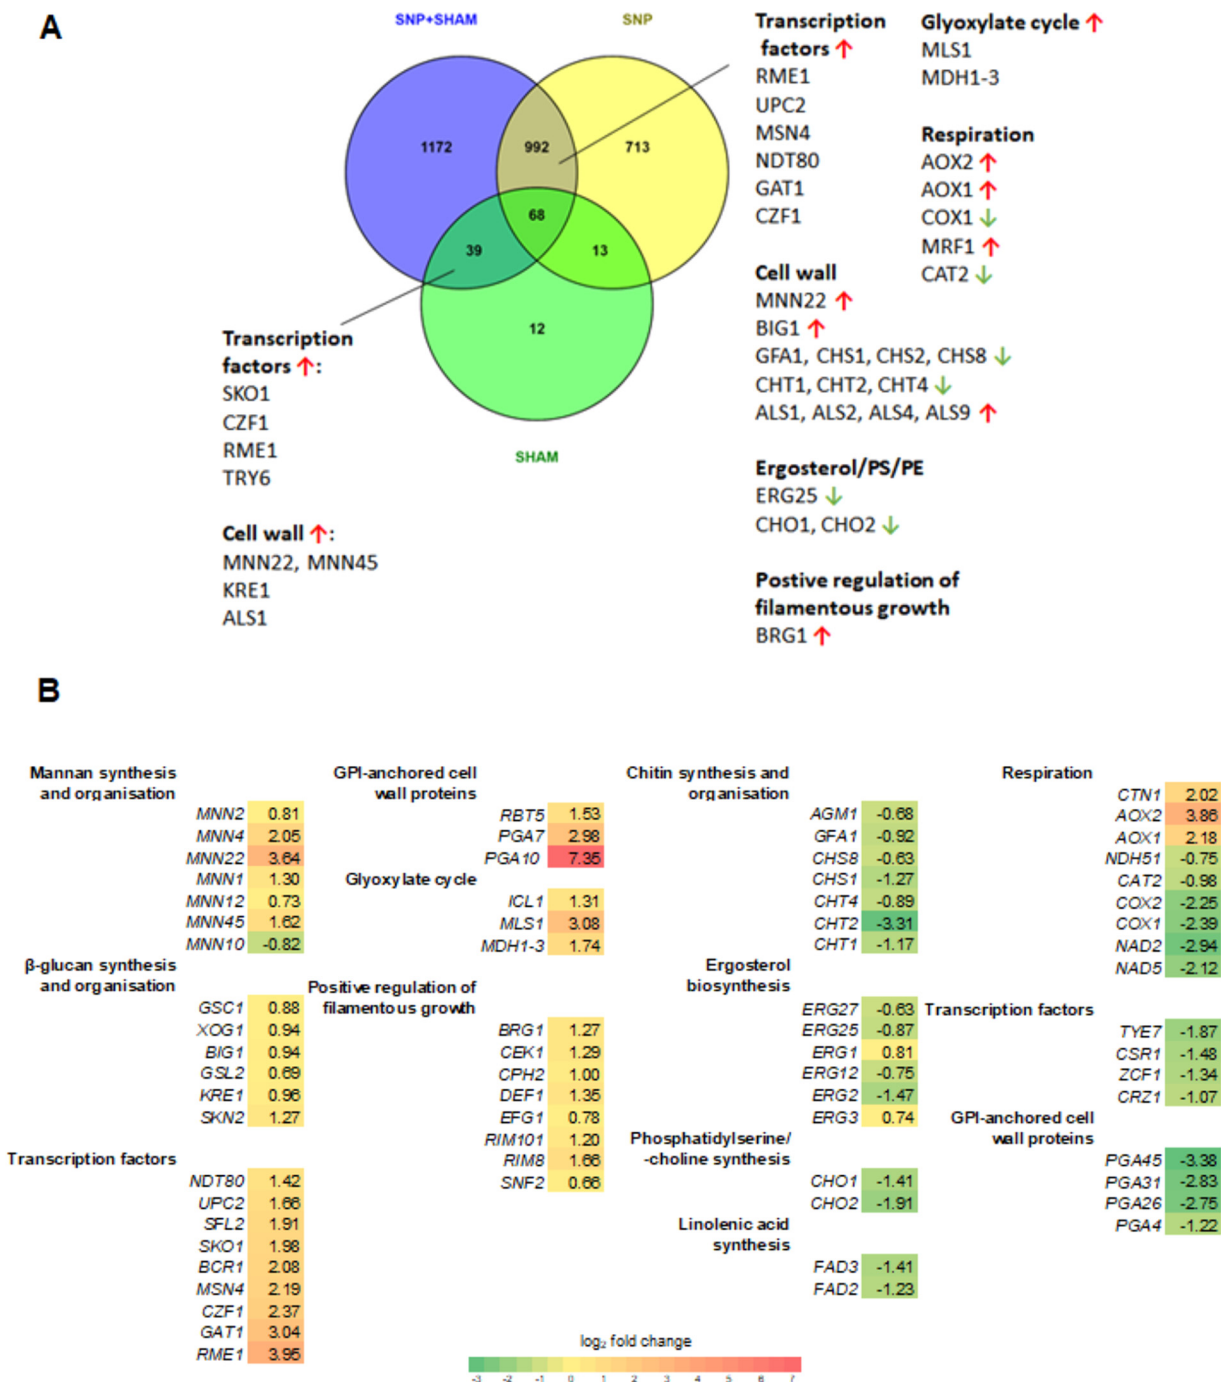 A
SNP+SHAM
SNP
SHAM
1172
992
713
68
39
13
12
Transcription
factors ↑:
SKO1
CZF1
RME1
TRY6
Cell wall ↑:
MNN22, MNN45
KRE1
ALS1
Transcription
factors ↑
RME1
UPC2
MSN4
NDT80
GAT1
CZF1
Cell wall
MNN22 ↑
BIG1 ↑
GFA1, CHS1, CHS2, CHS8 ↓
CHT1, CHT2, CHT4 ↓
ALS1, ALS2, ALS4, ALS9 ↑
Ergosterol/PS/PE
ERG25 ↓
CHO1, CHO2 ↓
Postive regulation of
filamentous growth
BRG1 ↑
Glyoxylate cycle ↑
MLS1
MDH1-3
Respiration
AOX2 ↑
AOX1 ↑
COX1 ↓
MRF1 ↑
CAT2 ↓
B
Mannan synthesis
and organisation
MNN2 0.81
MNN4 2.05
MNN22 3.64
MNN1 1.30
MNN12 0.73
MNN45 1.62
MNN10 -0.82
β-glucan synthesis
and organisation
GSC1 0.88
XOG1 0.94
BIG1 0.94
GSL2 0.69
KRE1 0.96
SKN2 1.27
Transcription factors
NDT80 1.42
UPC2 1.66
SFL2 1.91
SKO1 1.98
BCR1 2.08
MSN4 2.19
CZF1 2.37
GAT1 3.04
RME1 3.95
GPI-anchored cell
wall proteins
RBT5 1.53
PGA7 2.98
PGA10 7.35
Glyoxylate cycle
ICL1 1.31
MLS1 3.08
MDH1-3 1.74
Positive regulation of
filamentous growth
BRG1 1.27
CEK1 1.29
CPH2 1.00
DEF1 1.35
EFG1 0.78
RIM101 1.20
RIM8 1.66
SNF2 0.66
Chitin synthesis and
organisation
AGM1 -0.68
GFA1 -0.92
CHS8 -0.63
CHS1 -1.27
CHT4 -0.89
CHT2 -3.31
CHT1 -1.17
Ergosterol
biosynthesis
ERG27 -0.63
ERG25 -0.87
ERG1 0.81
ERG12 -0.75
ERG2 -1.47
ERG3 0.74
Phosphatidylserine/
-choline synthesis
CHO1 -1.41
CHO2 -1.91
Linolenic acid
synthesis
FAD3 -1.41
FAD2 -1.23
Respiration
CTN1 2.02
AOX2 3.86
AOX1 2.18
NDH51 -0.75
CAT2 -0.98
COX2 -2.25
COX1 -2.39
NAD2 -2.94
NAD5 -2.12
Transcription factors
TYE7 -1.87
CSR1 -1.48
ZCF1 -1.34
CRZ1 -1.07
GPI-anchored cell
wall proteins
PGA45 -3.38
PGA31 -2.83
PGA26 -2.75
PGA4 -1.22
log₂ fold change
-3 -2 -1 0 1 2 3 4 5 6 7